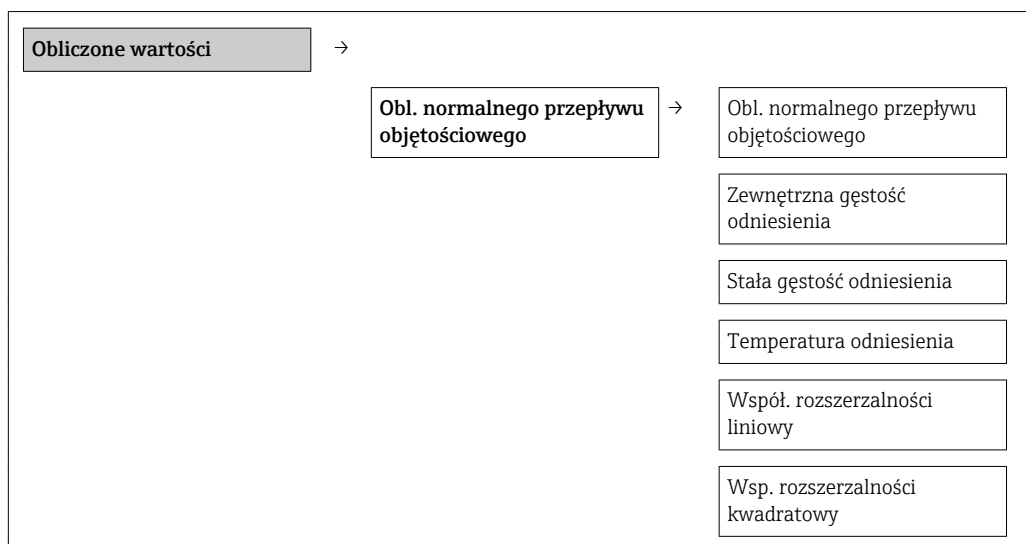 Obliczone wartości →
Obl. normalnego przepływu
objętościowego
→
Obl. normalnego przepływu
objętościowego
Zewnętrzna gęstość
odniesienia
Stała gęstość odniesienia
Temperatura odniesienia
Współ. rozszerzalności
liniowy
Wsp. rozszerzalności
kwadratowy